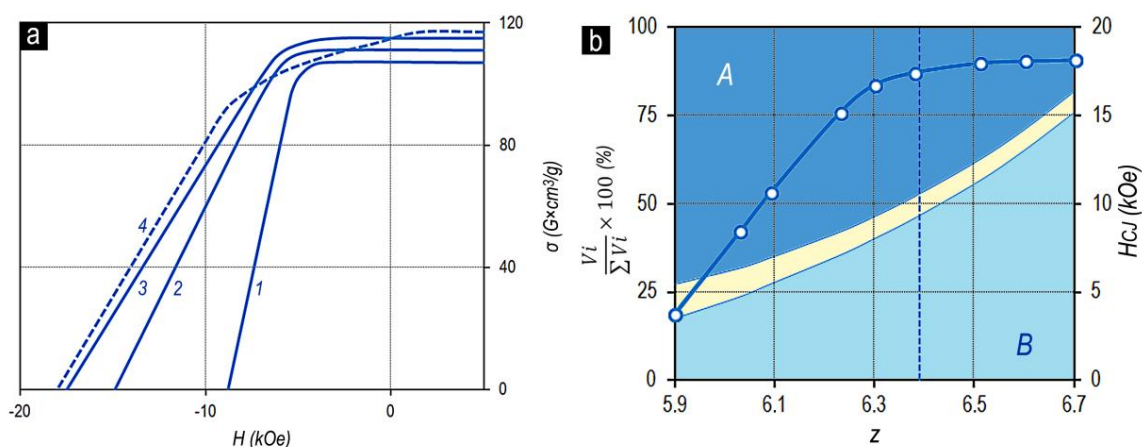 a
120
80
40
0
σ (G×cm³/g)
-20
-10
0
H (kOe)
1
2
3
4
b
100
75
50
25
0
Vi/∑Vi × 100 (%)
A
B
20
15
10
5
0
HCJ (kOe)
5.9
6.1
6.3
6.5
6.7
z